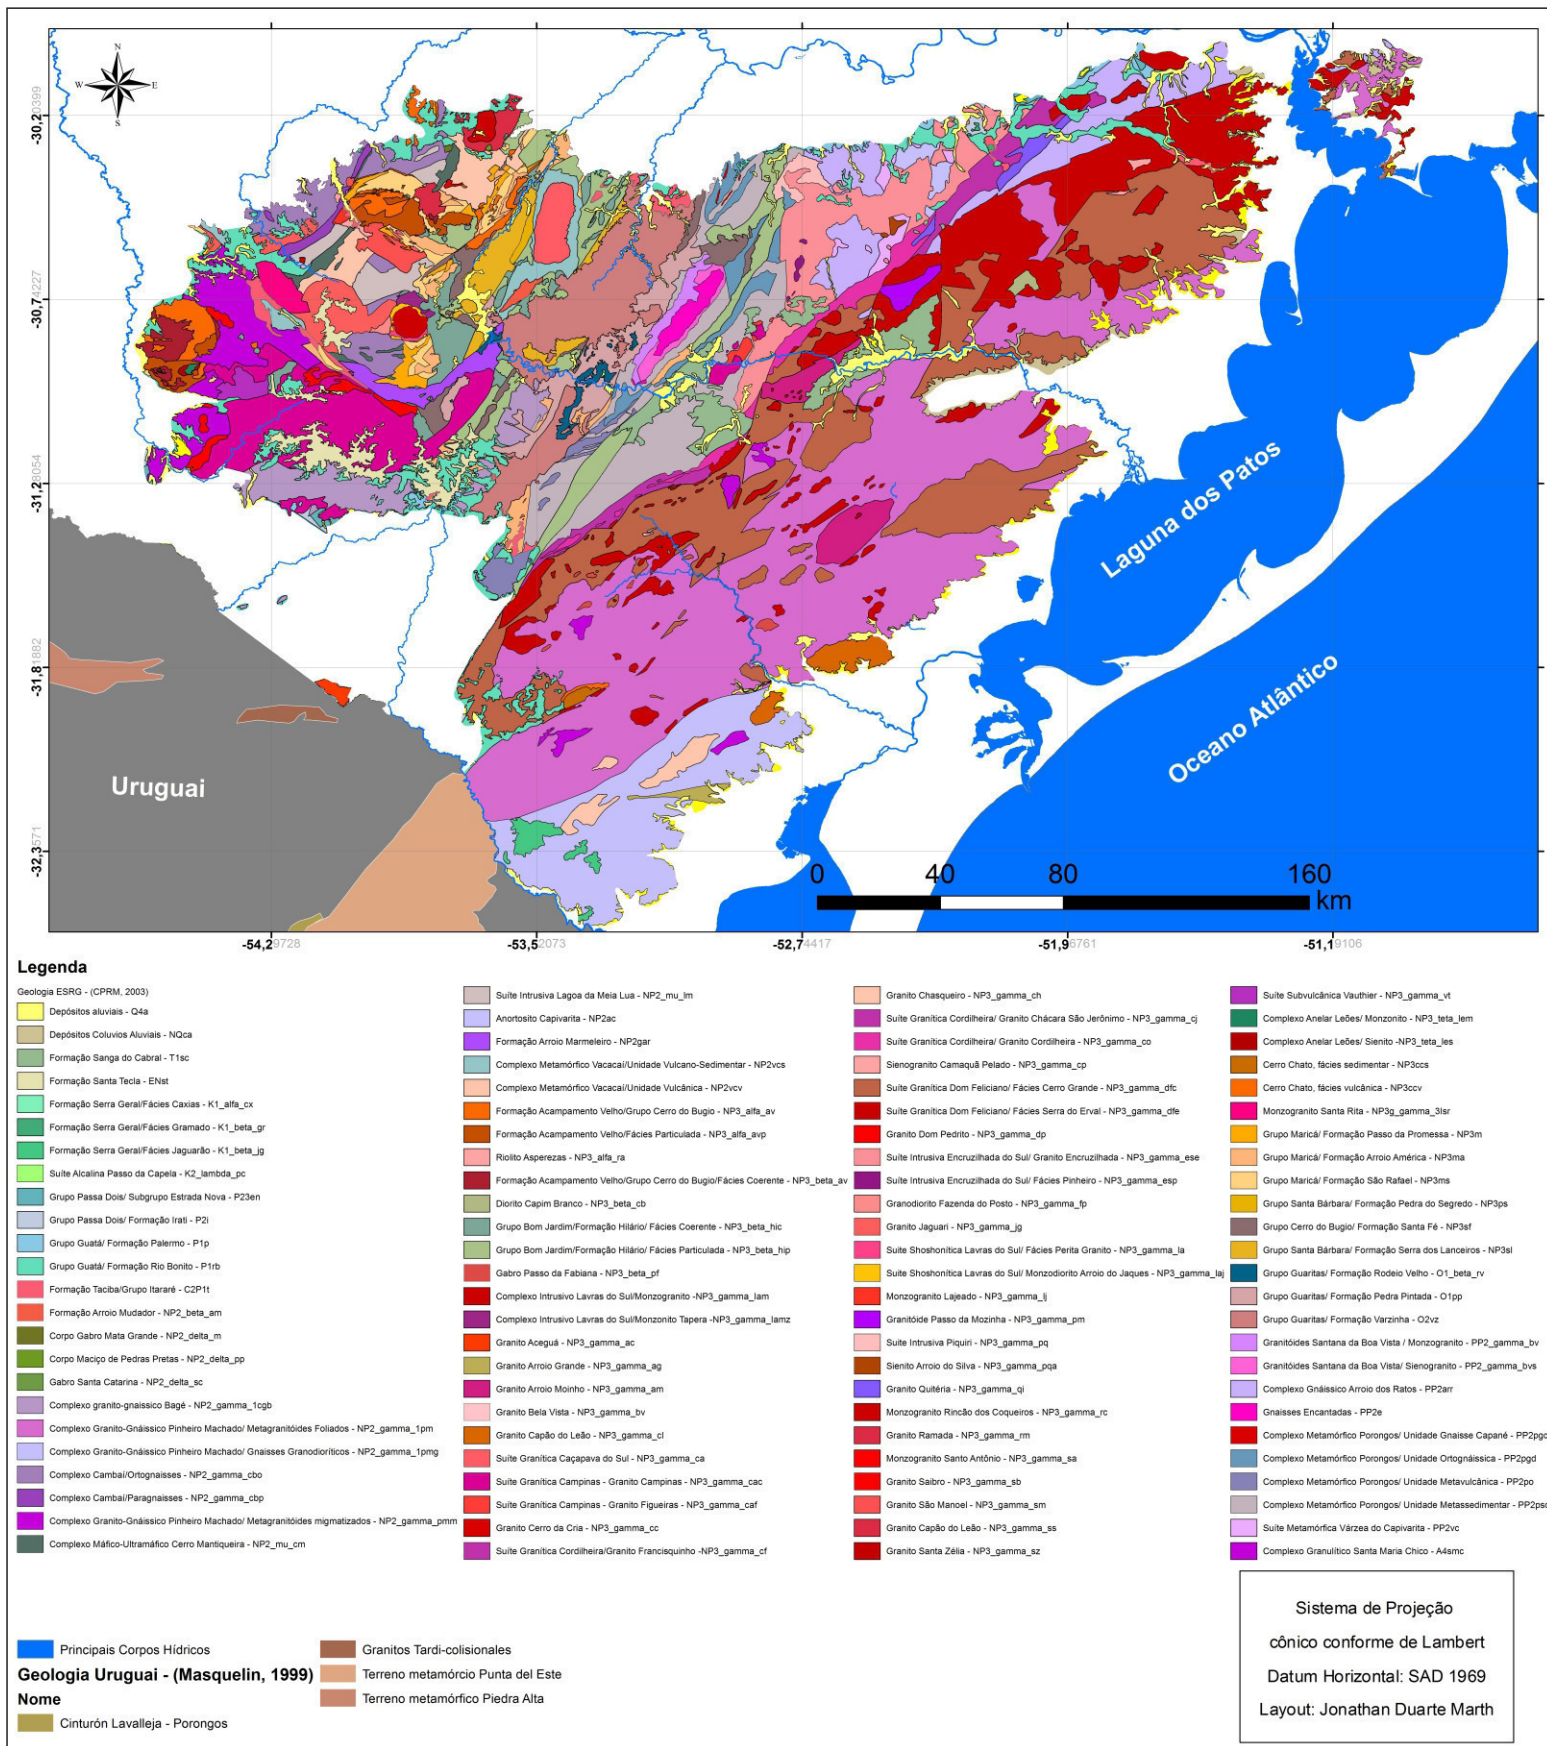 N
W
E
S
-30,20399
-30,74227
-31,28054
-31,81882
-32,3571
Uruguai
Laguna dos Patos
Oceano Atlântico
0
40
80
160
km
-54,29728
-53,52073
-52,74417
-51,96761
-51,19106
Legenda
Geologia ESRG - (CPRM, 2003)
Depósitos aluviais - Q4a
Depósitos Coluvios Aluviais - NQca
Formação Sanga do Cabral - T1sc
Formação Santa Tecla - ENst
Formação Serra Geral/Fácies Caxias - K1_alfa_cx
Formação Serra Geral/Fácies Gramado - K1_beta_gr
Formação Serra Geral/Fácies Jaguarão - K1_beta_jg
Suíte Alcalina Passo da Capela - K2_lambda_pc
Grupo Passa Dois/ Subgrupo Estrada Nova - P23en
Grupo Passa Dois/ Formação Irati - P2i
Grupo Guatá/ Formação Palermo - P1p
Grupo Guatá/ Formação Rio Bonito - P1rb
Formação Taciba/Grupo Itararé - C2P1t
Formação Arroio Mudador - NP2_beta_am
Corpo Gabro Mata Grande - NP2_delta_m
Corpo Maciço de Pedras Pretas - NP2_delta_pp
Gabro Santa Catarina - NP2_delta_sc
Complexo granito-gnaissico Bagé - NP2_gamma_1cgb
Complexo Granito-Gnáissico Pinheiro Machado/ Metagranitóides Foliados - NP2_gamma_1pm
Complexo Granito-Gnáissico Pinheiro Machado/ Gnaisses Granodioríticos - NP2_gamma_1pmg
Complexo Cambaí/Ortognaisses - NP2_gamma_cbo
Complexo Cambaí/Paragnaisses - NP2_gamma_cbp
Complexo Granito-Gnáissico Pinheiro Machado/ Metagranitóides migmatizados - NP2_gamma_pmm
Complexo Máfico-Ultramáfico Cerro Mantiqueira - NP2_mu_cm
Suíte Intrusiva Lagoa da Meia Lua - NP2_mu_lm
Anortosito Capivarita - NP2ac
Formação Arroio Marmeleiro - NP2gar
Complexo Metamórfico Vacacaí/Unidade Vulcano-Sedimentar - NP2vcs
Complexo Metamórfico Vacacaí/Unidade Vulcânica - NP2vcv
Formação Acampamento Velho/Grupo Cerro do Bugio - NP3_alfa_av
Formação Acampamento Velho/Fácies Particulada - NP3_alfa_avp
Riolito Asperezas - NP3_alfa_ra
Formação Acampamento Velho/Grupo Cerro do Bugio/Fácies Coerente - NP3_beta_av
Diorito Capim Branco - NP3_beta_cb
Grupo Bom Jardim/Formação Hilário/ Fácies Coerente - NP3_beta_hic
Grupo Bom Jardim/Formação Hilário/ Fácies Particulada - NP3_beta_hip
Gabro Passo da Fabiana - NP3_beta_pf
Complexo Intrusivo Lavras do Sul/Monzogranito -NP3_gamma_lam
Complexo Intrusivo Lavras do Sul/Monzonito Tapera -NP3_gamma_lamz
Granito Aceguá - NP3_gamma_ac
Granito Arroio Grande - NP3_gamma_ag
Granito Arroio Moinho - NP3_gamma_am
Granito Bela Vista - NP3_gamma_bv
Granito Capão do Leão - NP3_gamma_cl
Suíte Granítica Caçapava do Sul - NP3_gamma_ca
Suíte Granítica Campinas - Granito Campinas - NP3_gamma_cac
Suíte Granítica Campinas - Granito Figueiras - NP3_gamma_caf
Granito Cerro da Cria - NP3_gamma_cc
Suíte Granítica Cordilheira/Granito Francisquinho -NP3_gamma_cf
Granito Chasqueiro - NP3_gamma_ch
Suíte Granítica Cordilheira/ Granito Chácara São Jerônimo - NP3_gamma_cj
Suíte Granítica Cordilheira/ Granito Cordilheira - NP3_gamma_co
Sienogranito Camaquã Pelado - NP3_gamma_cp
Suíte Granítica Dom Feliciano/ Fácies Cerro Grande - NP3_gamma_dfc
Suíte Granítica Dom Feliciano/ Fácies Serra do Erval - NP3_gamma_dfe
Granito Dom Pedrito - NP3_gamma_dp
Suíte Intrusiva Encruzilhada do Sul/ Granito Encruzilhada - NP3_gamma_ese
Suíte Intrusiva Encruzilhada do Sul/ Fácies Pinheiro - NP3_gamma_esp
Granodiorito Fazenda do Posto - NP3_gamma_fp
Granito Jaguari - NP3_gamma_jg
Suite Shoshonítica Lavras do Sul/ Fácies Perita Granito - NP3_gamma_la
Suite Shoshonítica Lavras do Sul/ Monzodiorito Arroio do Jaques - NP3_gamma_laj
Monzogranito Lajeado - NP3_gamma_lj
Granitóide Passo da Mozinha - NP3_gamma_pm
Suite Intrusiva Piquiri - NP3_gamma_pq
Sienito Arroio do Silva - NP3_gamma_pqa
Granito Quitéria - NP3_gamma_qi
Monzogranito Rincão dos Coqueiros - NP3_gamma_rc
Granito Ramada - NP3_gamma_rm
Monzogranito Santo Antônio - NP3_gamma_sa
Granito Saibro - NP3_gamma_sb
Granito São Manoel - NP3_gamma_sm
Granito Capão do Leão - NP3_gamma_ss
Granito Santa Zélia - NP3_gamma_sz
Suíte Subvulcânica Vauthier - NP3_gamma_vt
Complexo Anelar Leões/ Monzonito - NP3_teta_lem
Complexo Anelar Leões/ Sienito -NP3_teta_les
Cerro Chato, fácies sedimentar - NP3ccs
Cerro Chato, fácies vulcânica - NP3ccv
Monzogranito Santa Rita - NP3g_gamma_3lsr
Grupo Maricá/ Formação Passo da Promessa - NP3m
Grupo Maricá/ Formação Arroio América - NP3ma
Grupo Maricá/ Formação São Rafael - NP3ms
Grupo Santa Bárbara/ Formação Pedra do Segredo - NP3ps
Grupo Cerro do Bugio/ Formação Santa Fé - NP3sf
Grupo Santa Bárbara/ Formação Serra dos Lanceiros - NP3sl
Grupo Guaritas/ Formação Rodeio Velho - O1_beta_rv
Grupo Guaritas/ Formação Pedra Pintada - O1pp
Grupo Guaritas/ Formação Varzinha - O2vz
Granitóides Santana da Boa Vista / Monzogranito - PP2_gamma_bv
Granitóides Santana da Boa Vista/ Sienogranito - PP2_gamma_bvs
Complexo Gnáissico Arroio dos Ratos - PP2arr
Gnaisses Encantadas - PP2e
Complexo Metamórfico Porongos/ Unidade Gnaisse Capané - PP2pgc
Complexo Metamórfico Porongos/ Unidade Ortognáissica - PP2pgd
Complexo Metamórfico Porongos/ Unidade Metavulcânica - PP2po
Complexo Metamórfico Porongos/ Unidade Metassedimentar - PP2psc
Suíte Metamórfica Várzea do Capivarita - PP2vc
Complexo Granulítico Santa Maria Chico - A4smc
Principais Corpos Hídricos
Geologia Uruguai - (Masquelin, 1999)
Nome
Cinturón Lavalleja - Porongos
Granitos Tardi-colisionales
Terreno metamórcio Punta del Este
Terreno metamórfico Piedra Alta
Sistema de Projeção
cônico conforme de Lambert
Datum Horizontal: SAD 1969
Layout: Jonathan Duarte Marth